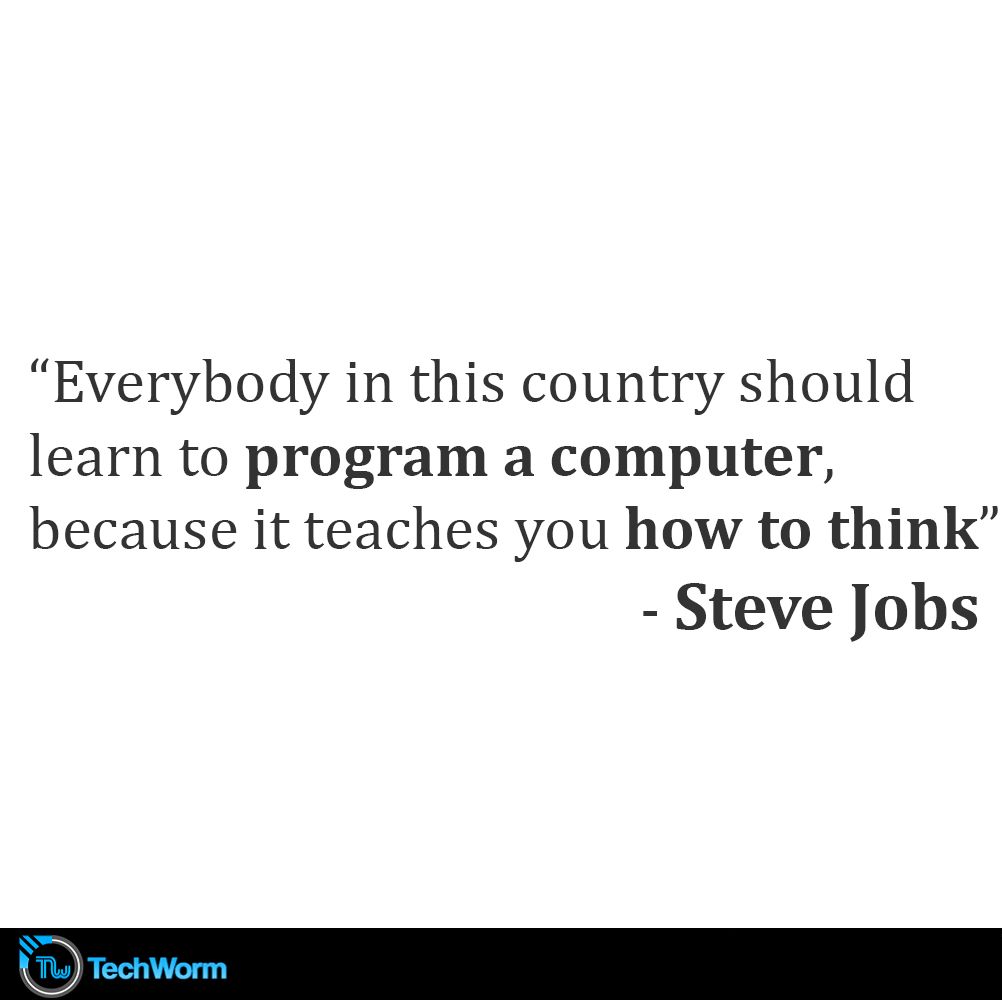 “Everybody in this country should
learn to program a computer,
because it teaches you how to think”
- Steve Jobs
TW TechWorm